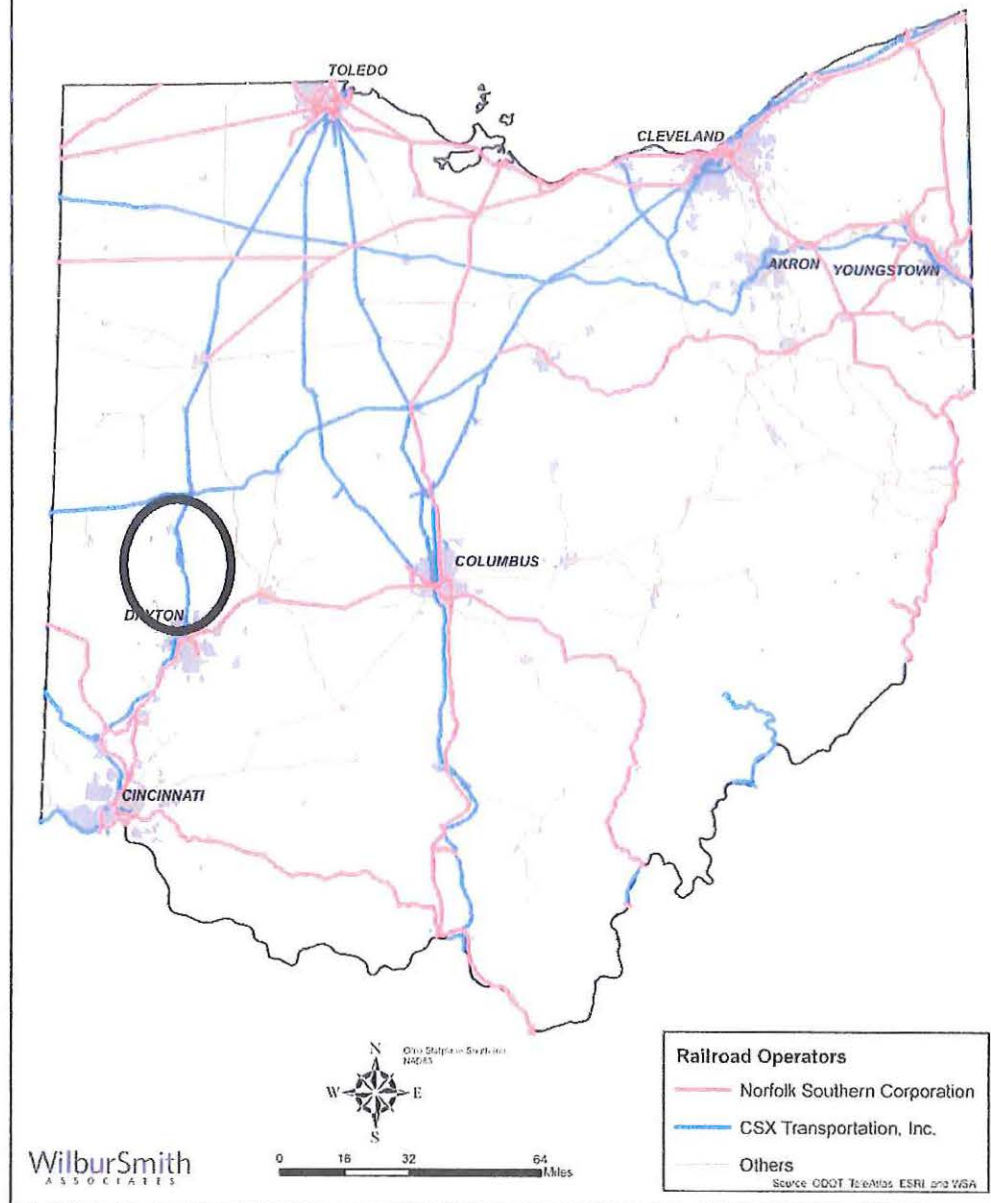 TOLEDO
CLEVELAND
AKRON
YOUNGSTOWN
COLUMBUS
DAYTON
CINCINNATI
N
W
E
S
NAD83
Railroad Operators
Norfolk Southern Corporation
CSX Transportation, Inc.
Others
Source: ODOT, TeleAtlas, ESRI, and WSA
WilburSmith
ASSOCIATES
0 16 32 64
Miles